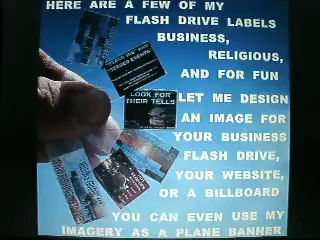 HERE ARE A FEW OF MY
FLASH DRIVE LABELS
BUSINESS,
RELIGIOUS,
AND FOR FUN
LOOK FOR
THEIR TELLS
LET ME DESIGN
AN IMAGE FOR
YOUR BUSINESS
FLASH DRIVE,
YOUR WEBSITE,
OR A BILLBOARD
YOU CAN EVEN USE MY
IMAGERY AS A PLANE BANNER